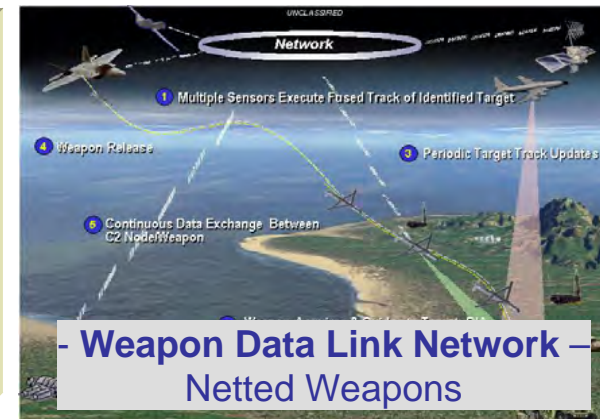 UNCLASSIFIED
Network
1 Multiple Sensors Execute Fused Track of Identified Target
4 Weapon Release
3 Periodic Target Track Updates
5 Continuous Data Exchange Between
C2 Node/Weapon
- Weapon Data Link Network –
Netted Weapons